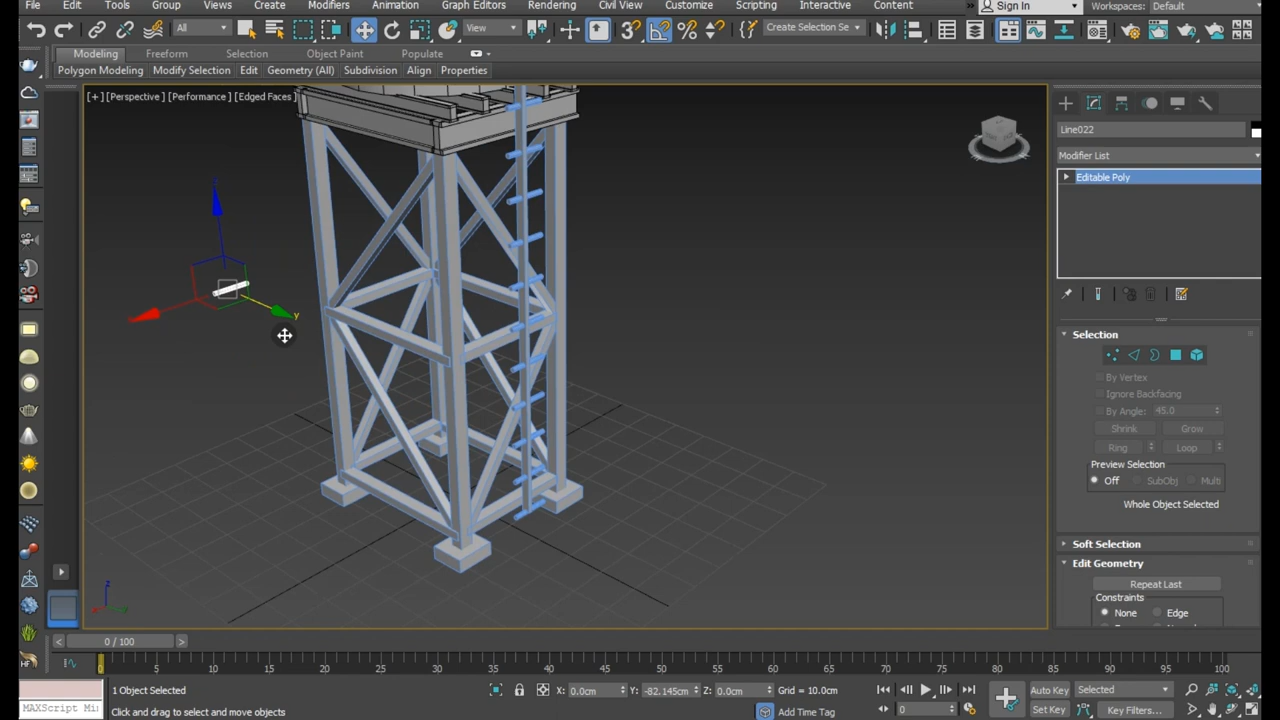 File Edit Tools Group Views Create Modifiers Animation Graph Editors Rendering Civil View Customize Scripting Interactive Content » Sign In Workspaces: Default
All View Create Selection Se
Modeling Freeform Selection Object Paint Populate
Polygon Modeling Modify Selection Edit Geometry (All) Subdivision Align Properties
[+] [Perspective] [Performance] [Edged Faces]
Line022
Modifier List
Editable Poly
z
y
Selection
By Vertex
Ignore Backfacing
By Angle: 45.0
Shrink Grow
Ring Loop
Preview Selection
Off SubObj Multi
Whole Object Selected
Soft Selection
Edit Geometry
Repeat Last
Constraints
None Edge
z
< 0 / 100 >
0 5 10 15 20 25 30 35 40 45 50 55 60 65 70 75 80 85 90 95 100
1 Object Selected X: 0.0cm Y: -82.145cm Z: 0.0cm Grid = 10.0cm Auto Key Selected
MAXScript Mi Click and drag to select and move objects Add Time Tag 0 Set Key Key Filters...